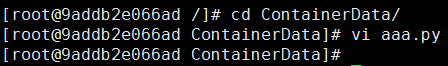 [root@9addb2e066ad /]# cd ContainerData/
[root@9addb2e066ad ContainerData]# vi aaa.py
[root@9addb2e066ad ContainerData]#